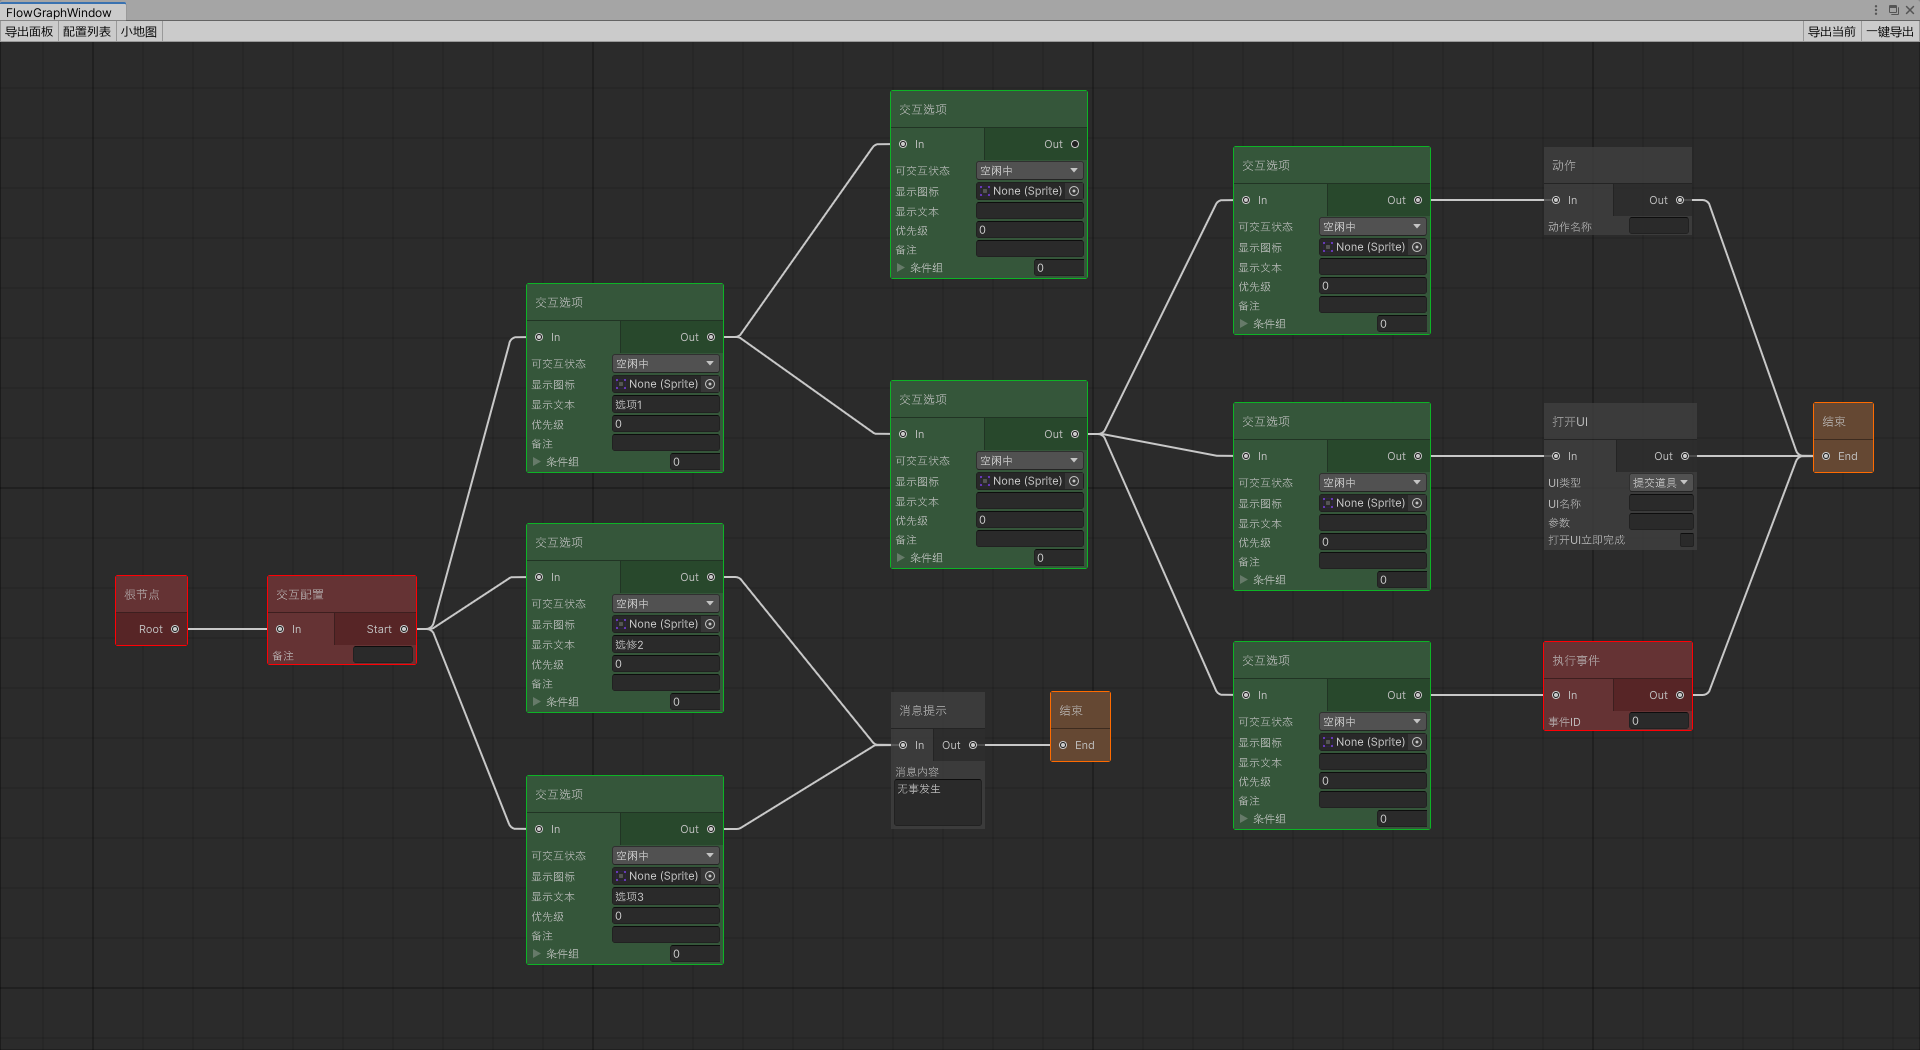 FlowGraphWindow
导出面板 配置列表 小地图 导出当前 一键导出
根节点
Root
交互配置
In Start
备注
交互选项
In Out
可交互状态 空闲中
显示图标 None (Sprite)
显示文本 选项1
优先级 0
备注
条件组 0
交互选项
In Out
可交互状态 空闲中
显示图标 None (Sprite)
显示文本 选修2
优先级 0
备注
条件组 0
交互选项
In Out
可交互状态 空闲中
显示图标 None (Sprite)
显示文本 选项3
优先级 0
备注
条件组 0
交互选项
In Out
可交互状态 空闲中
显示图标 None (Sprite)
显示文本
优先级 0
备注
条件组 0
交互选项
In Out
可交互状态 空闲中
显示图标 None (Sprite)
显示文本
优先级 0
备注
条件组 0
消息提示
In Out
消息内容
无事发生
结束
End
交互选项
In Out
可交互状态 空闲中
显示图标 None (Sprite)
显示文本
优先级 0
备注
条件组 0
交互选项
In Out
可交互状态 空闲中
显示图标 None (Sprite)
显示文本
优先级 0
备注
条件组 0
交互选项
In Out
可交互状态 空闲中
显示图标 None (Sprite)
显示文本
优先级 0
备注
条件组 0
动作
In Out
动作名称
打开UI
In Out
UI类型 提交道具
UI名称
参数
打开UI立即完成
执行事件
In Out
事件ID 0
结束
End